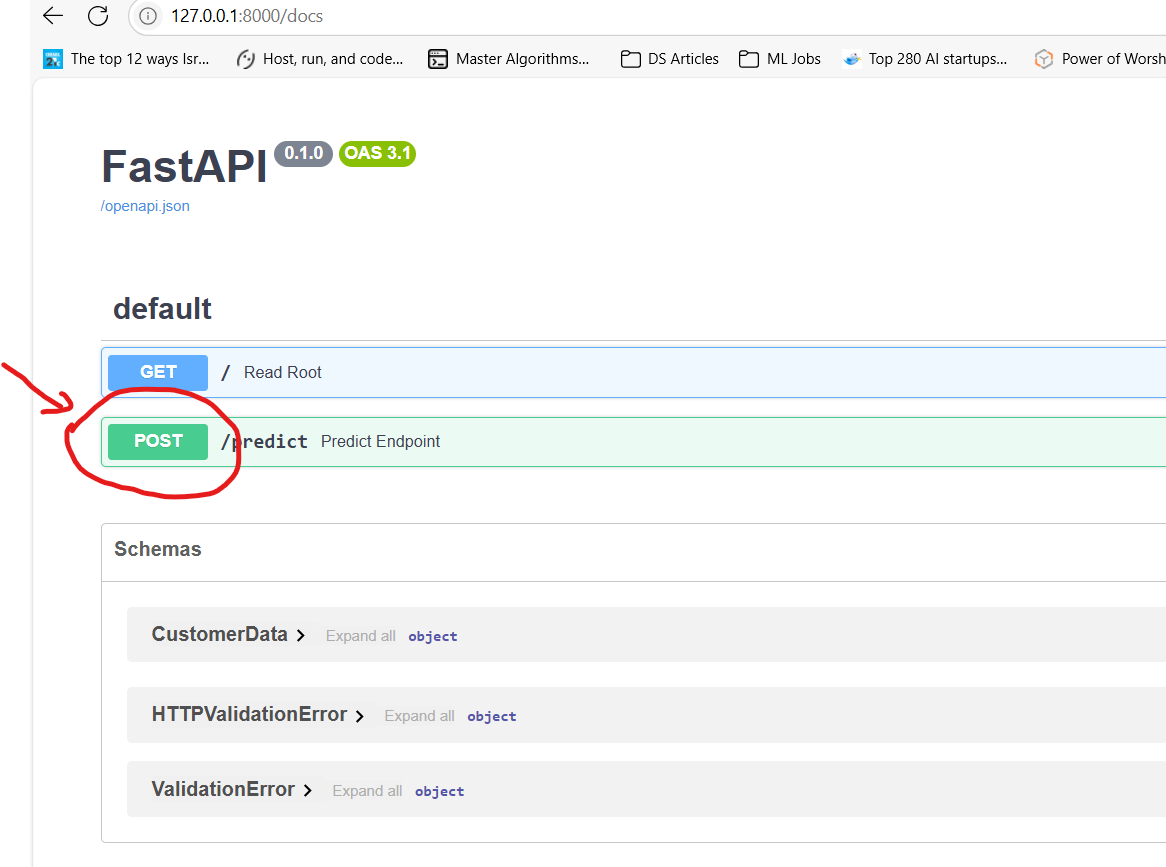 127.0.0.1:8000/docs
The top 12 ways Isr... Host, run, and code... Master Algorithms... DS Articles ML Jobs Top 280 AI startups... Power of Worsh
FastAPI 0.1.0 OAS 3.1
/openapi.json
default
GET / Read Root
POST /predict Predict Endpoint
Schemas
CustomerData Expand all object
HTTPValidationError Expand all object
ValidationError Expand all object